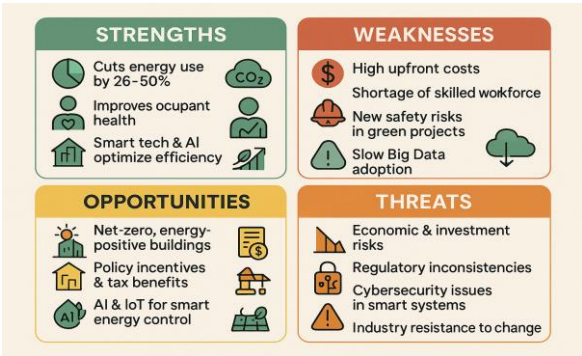 STRENGTHS
Cuts energy use
by 26–50%
CO₂
Improves occupant
health
Smart tech & AI
optimize efficiency
WEAKNESSES
$
High upfront costs
Shortage of skilled workforce
New safety risks
in green projects
!
Slow Big Data
adoption
OPPORTUNITIES
Net-zero, energy-
positive buildings
$
Policy incentives
& tax benefits
AI
AI & IoT for smart
energy control
THREATS
Economic & investment
risks
Regulatory inconsistencies
Cybersecurity issues
in smart systems
!
Industry resistance to change